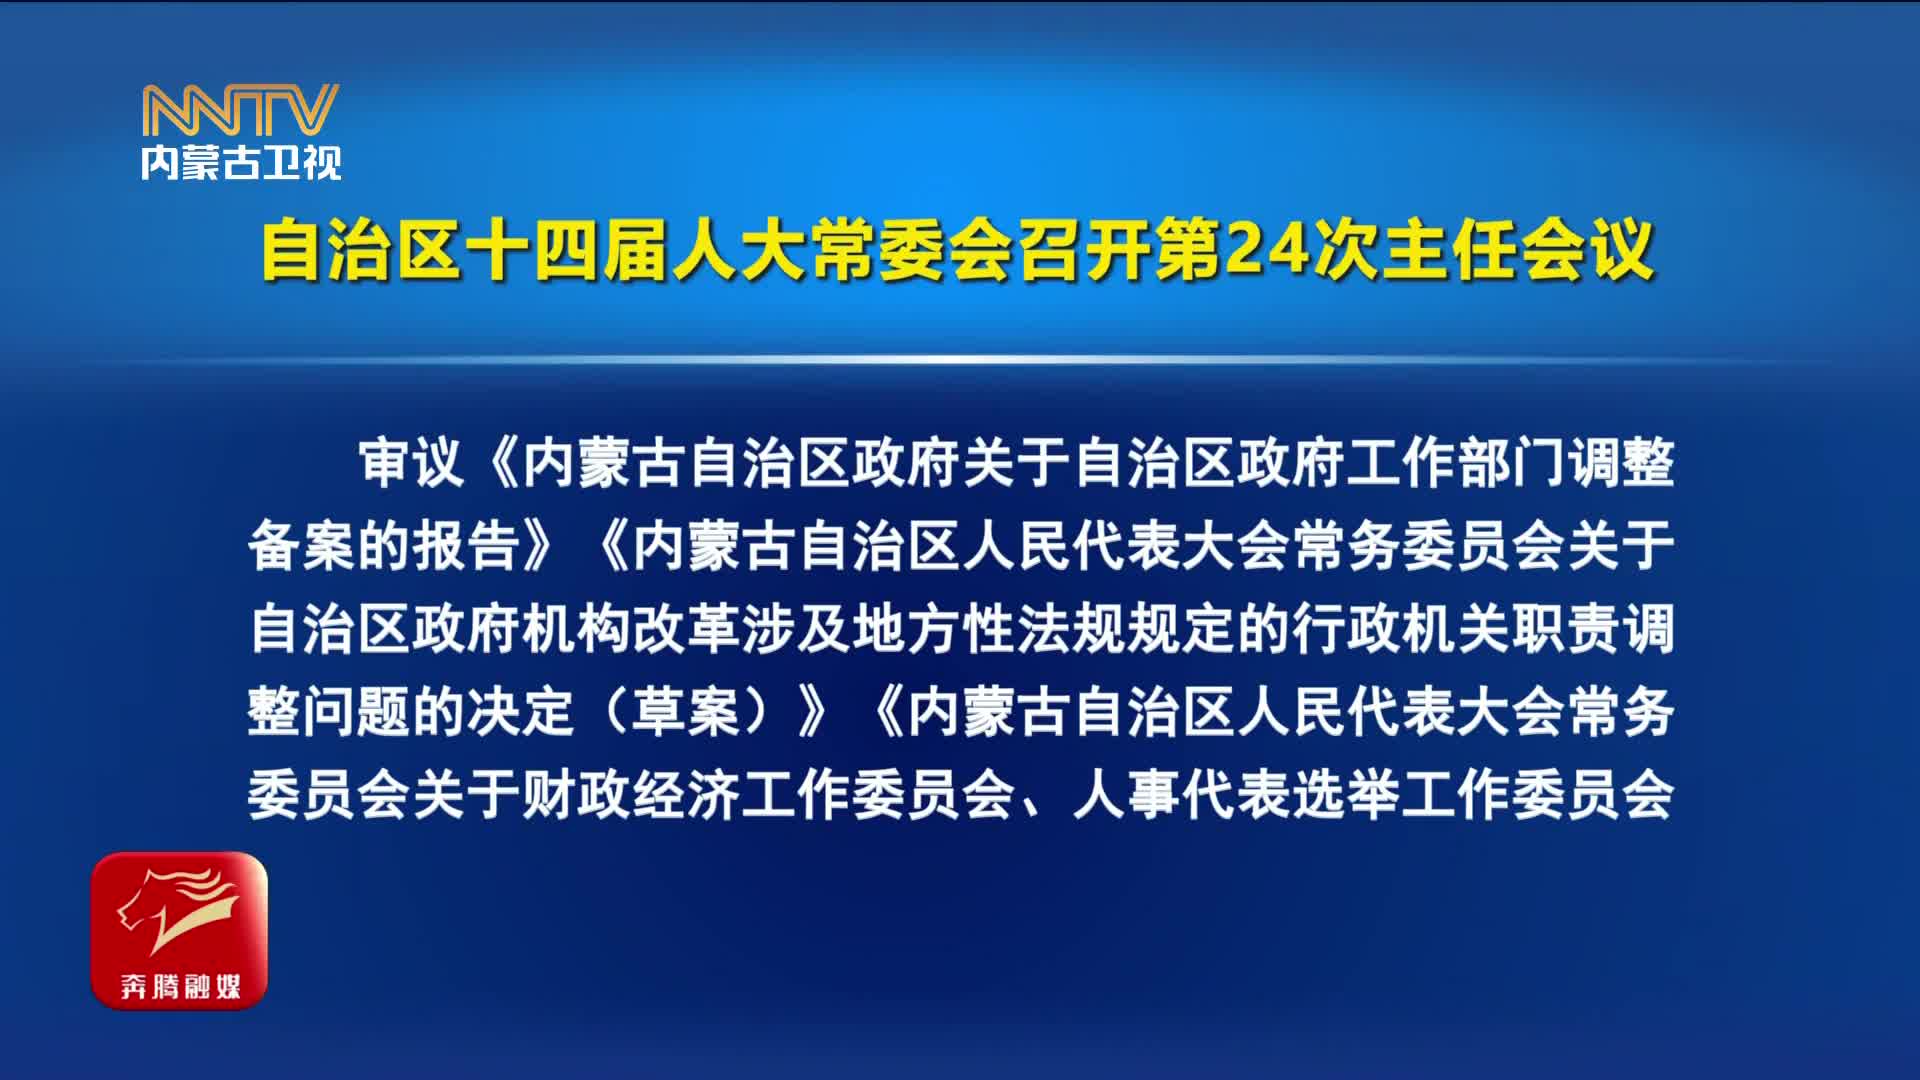 NNTV
内蒙古卫视
自治区十四届人大常委会召开第24次主任会议
审议《内蒙古自治区政府关于自治区政府工作部门调整
备案的报告》《内蒙古自治区人民代表大会常务委员会关于
自治区政府机构改革涉及地方性法规规定的行政机关职责调
整问题的决定（草案）》《内蒙古自治区人民代表大会常务
委员会关于财政经济工作委员会、人事代表选举工作委员会
奔腾融媒